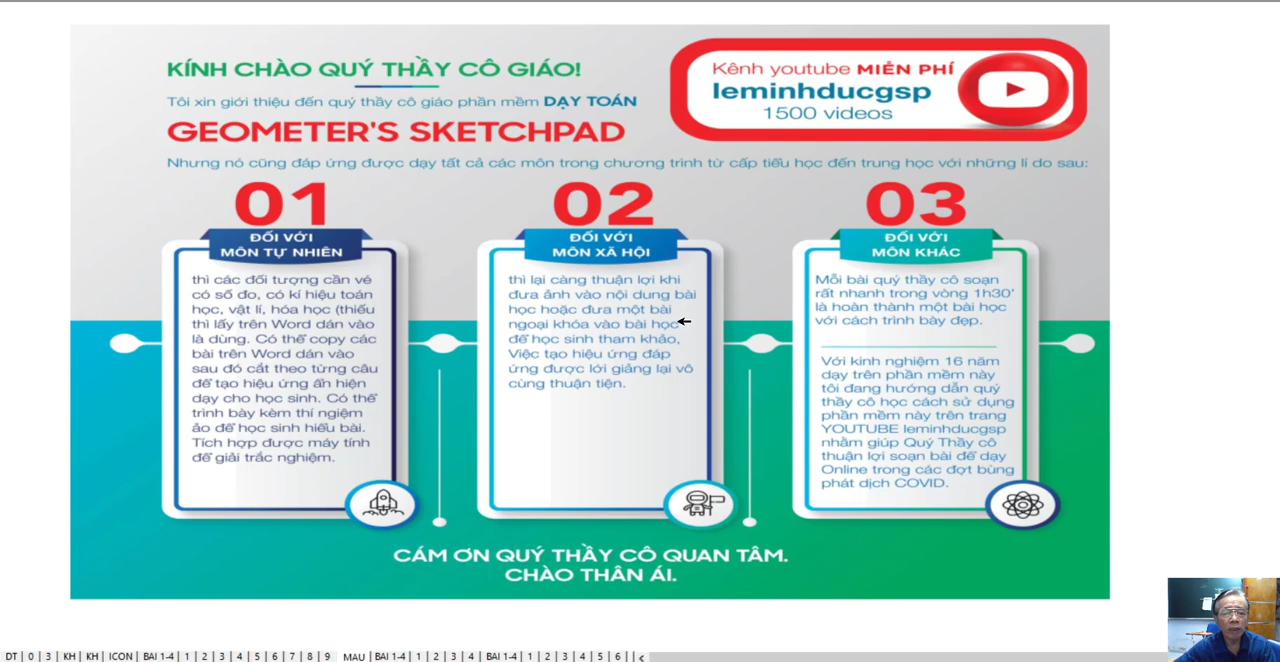 KÍNH CHÀO QUÝ THẦY CÔ GIÁO!
Tôi xin giới thiệu đến quý thầy cô giáo phần mềm DẠY TOÁN
GEOMETER'S SKETCHPAD
Kênh youtube MIỄN PHÍ
leminhducgsp
1500 videos
Nhưng nó cũng đáp ứng được dạy tất cả các môn trong chương trình từ cấp tiểu học đến trung học với những lí do sau:
01
ĐỐI VỚI
MÔN TỰ NHIÊN
thì các đối tượng cần vẽ
có số đo, có kí hiệu toán
học, vật lí, hóa học (thiếu
thì lấy trên Word dán vào
là dùng. Có thể copy các
bài trên Word dán vào
sau đó cắt theo từng câu
để tạo hiệu ứng ẩn hiện
dạy cho học sinh. Có thể
trình bày kèm thí ngiệm
ảo để học sinh hiểu bài.
Tích hợp được máy tính
để giải trắc nghiệm.
02
ĐỐI VỚI
MÔN XÃ HỘI
thì lại càng thuận lợi khi
đưa ảnh vào nội dung bài
học hoặc đưa một bài
ngoại khóa vào bài học
để học sinh tham khảo,
Việc tạo hiệu ứng đáp
ứng được lới giảng lại vô
cùng thuận tiện.
03
ĐỐI VỚI
MÔN KHÁC
Mỗi bài quý thầy cô soạn
rất nhanh trong vòng 1h30'
là hoàn thành một bài học
với cách trình bày đẹp.
Với kinh nghiệm 16 năm
dạy trên phần mềm này
tôi đang hướng dẫn quý
thầy cô học cách sử dụng
phần mềm này trên trang
YOUTUBE leminhducgsp
nhằm giúp Quý Thầy cô
thuận lợi soạn bài để dạy
Online trong các đợt bùng
phát dịch COVID.
CÁM ƠN QUÝ THẦY CÔ QUAN TÂM.
CHÀO THÂN ÁI.
DT | 0 | 3 | KH | KH | ICON | BAI 1-4 | 1 | 2 | 3 | 4 | 5 | 6 | 7 | 8 | 9 | MAU | BAI 1-4 | 1 | 2 | 3 | 4 | BAI 1-4 | 1 | 2 | 3 | 4 | 5 | 6 | | <